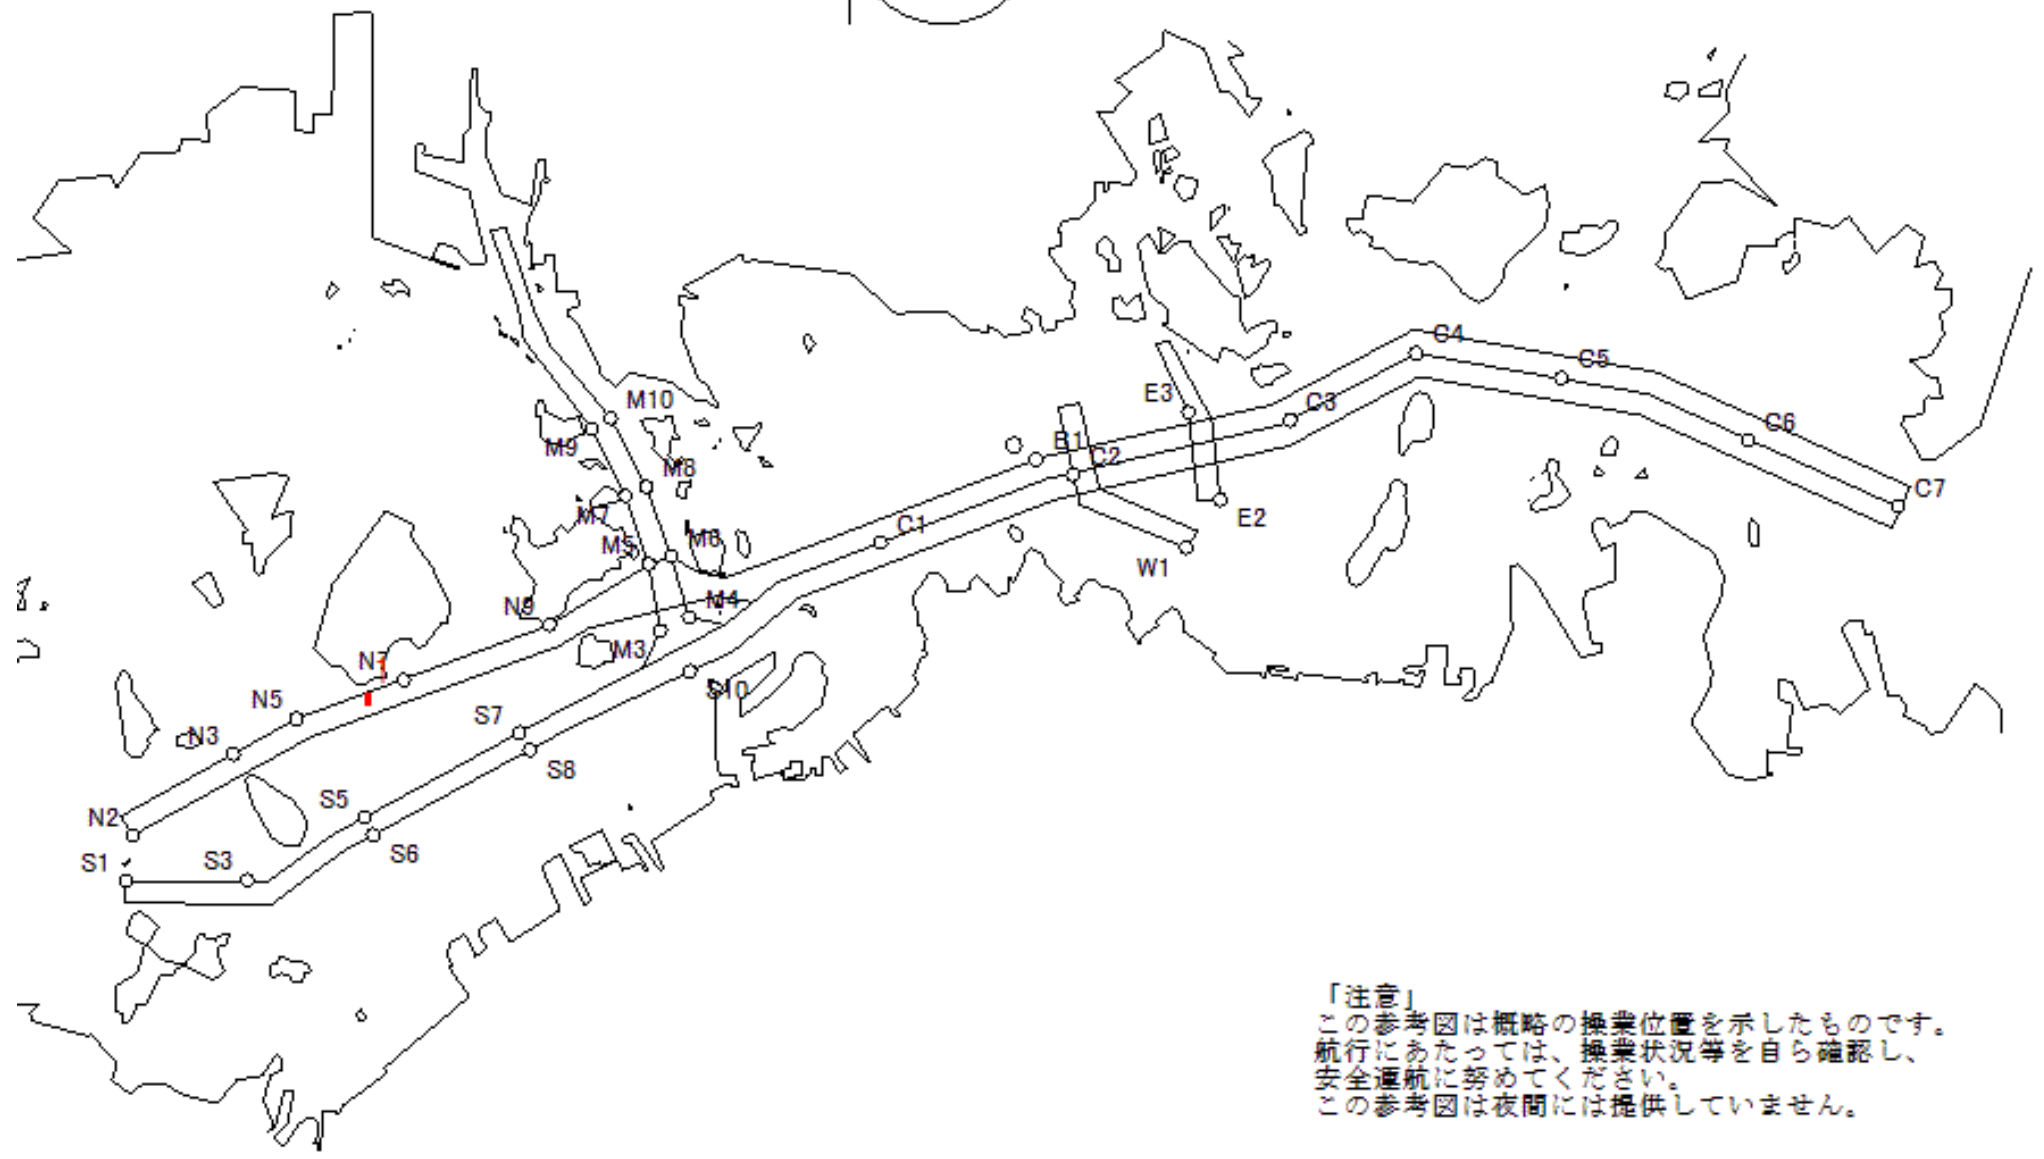 C4
C5
M10
E3
C3
M9
B1
C6
M8
C2
C7
M7
E2
C1
M5
M6
W1
N9
M4
M3
N7
N5
S10
S7
N3
S8
S5
N2
S6
S1
S3
「注意」
この参考図は概略の操業位置を示したものです。
航行にあたっては、操業状況等を自ら確認し、
安全運航に努めてください。
この参考図は夜間には提供していません。